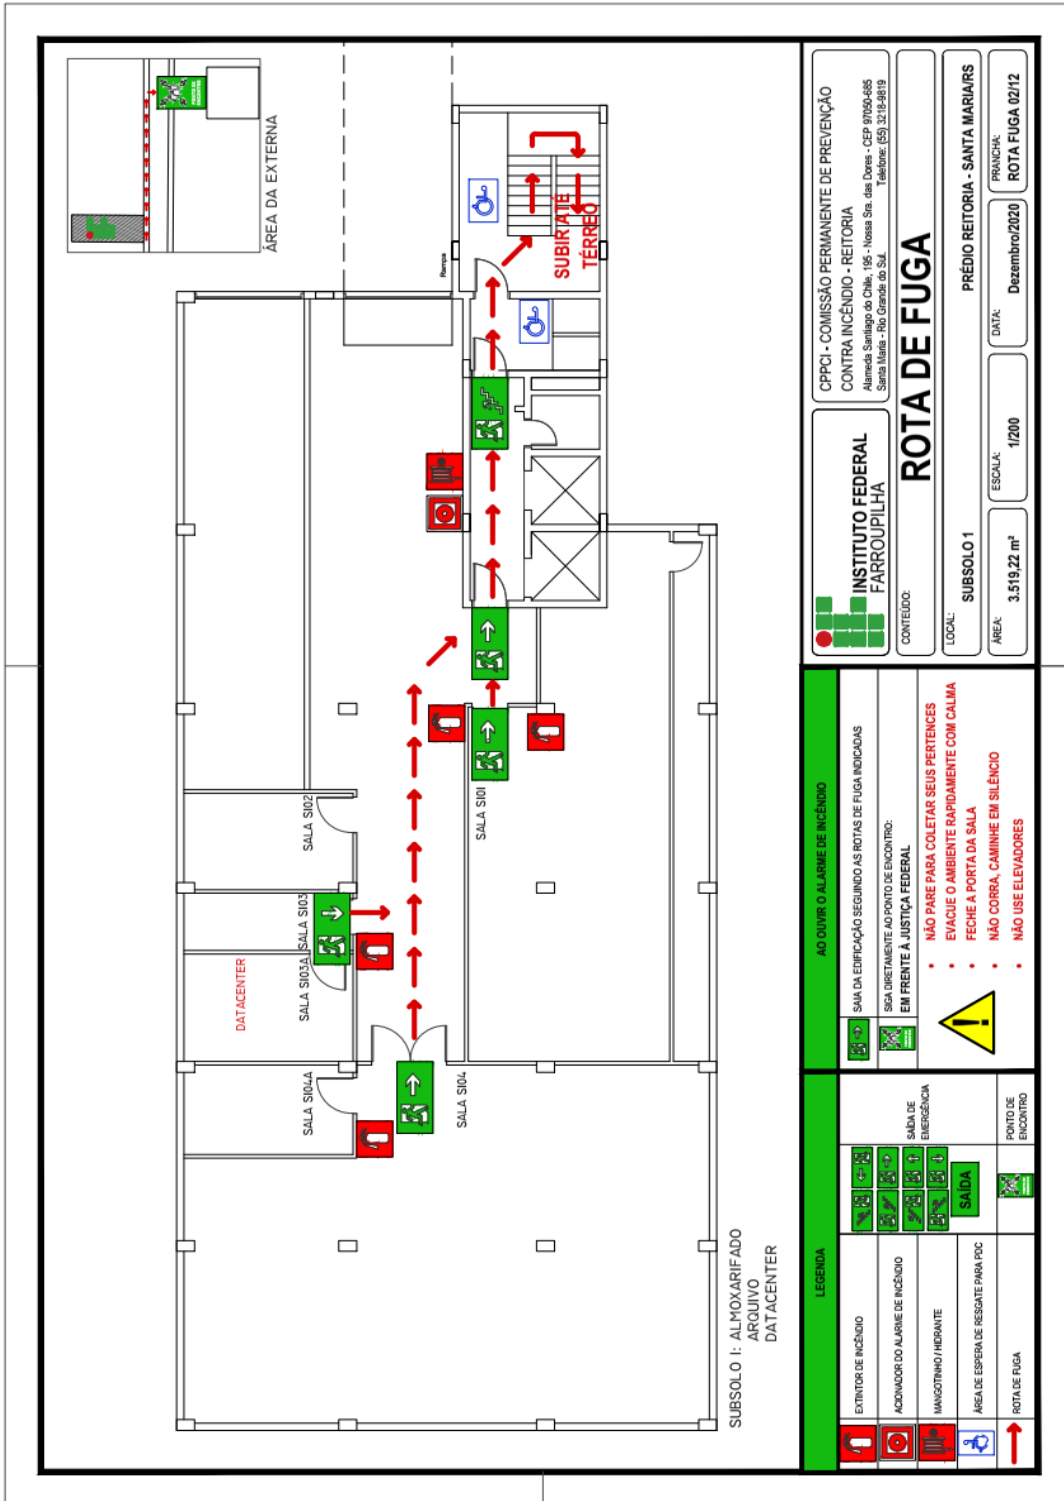 PONTO DE
ENCONTRO
ÁREA DA EXTERNA
Rampa
SUBIR ATÉ
TÉRREO
SALA SI02
SALA SI03
SALA SI03A
DATACENTER
SALA SI04A
SALA SI04
SALA SI01
SUBSOLO I: ALMOXARIFADO
ARQUIVO
DATACENTER
LEGENDA
EXTINTOR DE INCÊNDIO
ACIONADOR DO ALARME DE INCÊNDIO
MANGOTINHO / HIDRANTE
ÁREA DE ESPERA DE RESGATE PARA PDC
ROTA DE FUGA
SAÍDA
SAÍDA DE
EMERGÊNCIA
PONTO DE
ENCONTRO
AO OUVIR O ALARME DE INCÊNDIO
SAIA DA EDIFICAÇÃO SEGUINDO AS ROTAS DE FUGA INDICADAS
SIGA DIRETAMENTE AO PONTO DE ENCONTRO:
EM FRENTE À JUSTIÇA FEDERAL
• NÃO PARE PARA COLETAR SEUS PERTENCES
• EVACUE O AMBIENTE RAPIDAMENTE COM CALMA
• FECHE A PORTA DA SALA
• NÃO CORRA, CAMINHE EM SILÊNCIO
• NÃO USE ELEVADORES
INSTITUTO FEDERAL
FARROUPILHA
CPPCI - COMISSÃO PERMANENTE DE PREVENÇÃO
CONTRA INCÊNDIO - REITORIA
Alameda Santiago do Chile, 195 - Nossa Sra. das Dores - CEP 97050-685
Santa Maria - Rio Grande do Sul. Telefone: (55) 3218-9819
CONTEÚDO:
ROTA DE FUGA
LOCAL:
SUBSOLO 1
PRÉDIO REITORIA - SANTA MARIA/RS
ÁREA:
3.519,22 m²
ESCALA:
1/200
DATA:
Dezembro/2020
PRANCHA:
ROTA FUGA 02/12